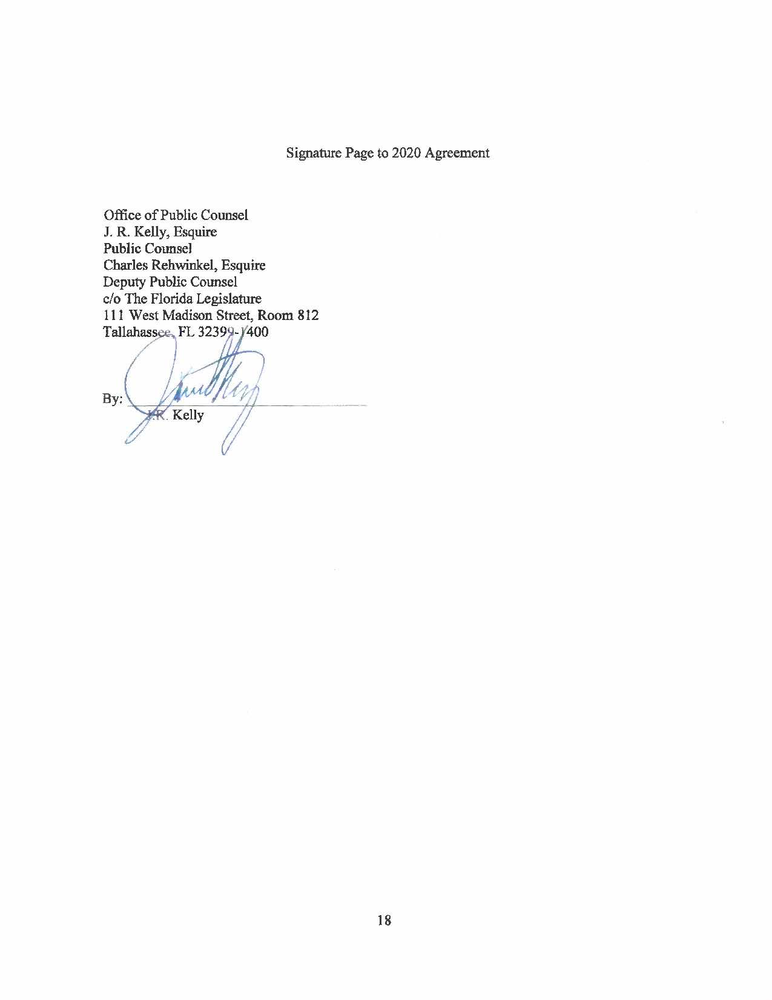 Signature Page to 2020 Agreement
Office of Public Counsel
J. R. Kelly, Esquire
Public Counsel
Charles Rehwinkel, Esquire
Deputy Public Counsel
c/o The Florida Legislature
111 West Madison Street, Room 812
Tallahassee, FL 32399-1400
By:
J.R. Kelly
18